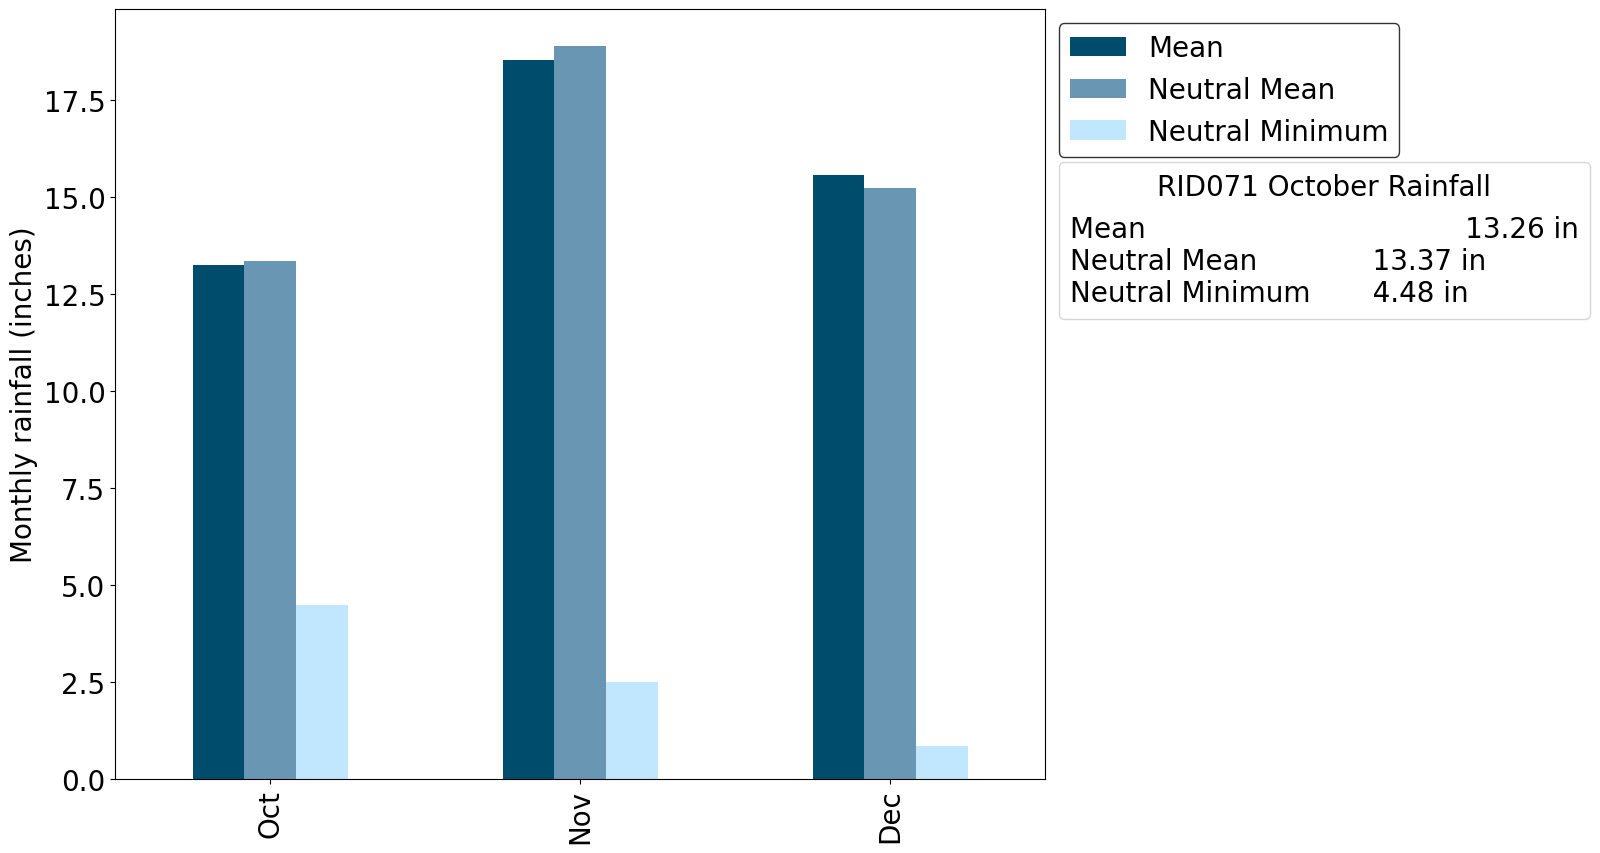 Monthly rainfall (inches)
17.5
15.0
12.5
10.0
7.5
5.0
2.5
0.0
Oct
Nov
Dec
Mean
Neutral Mean
Neutral Minimum
RID071 October Rainfall
Mean 13.26 in
Neutral Mean 13.37 in
Neutral Minimum 4.48 in